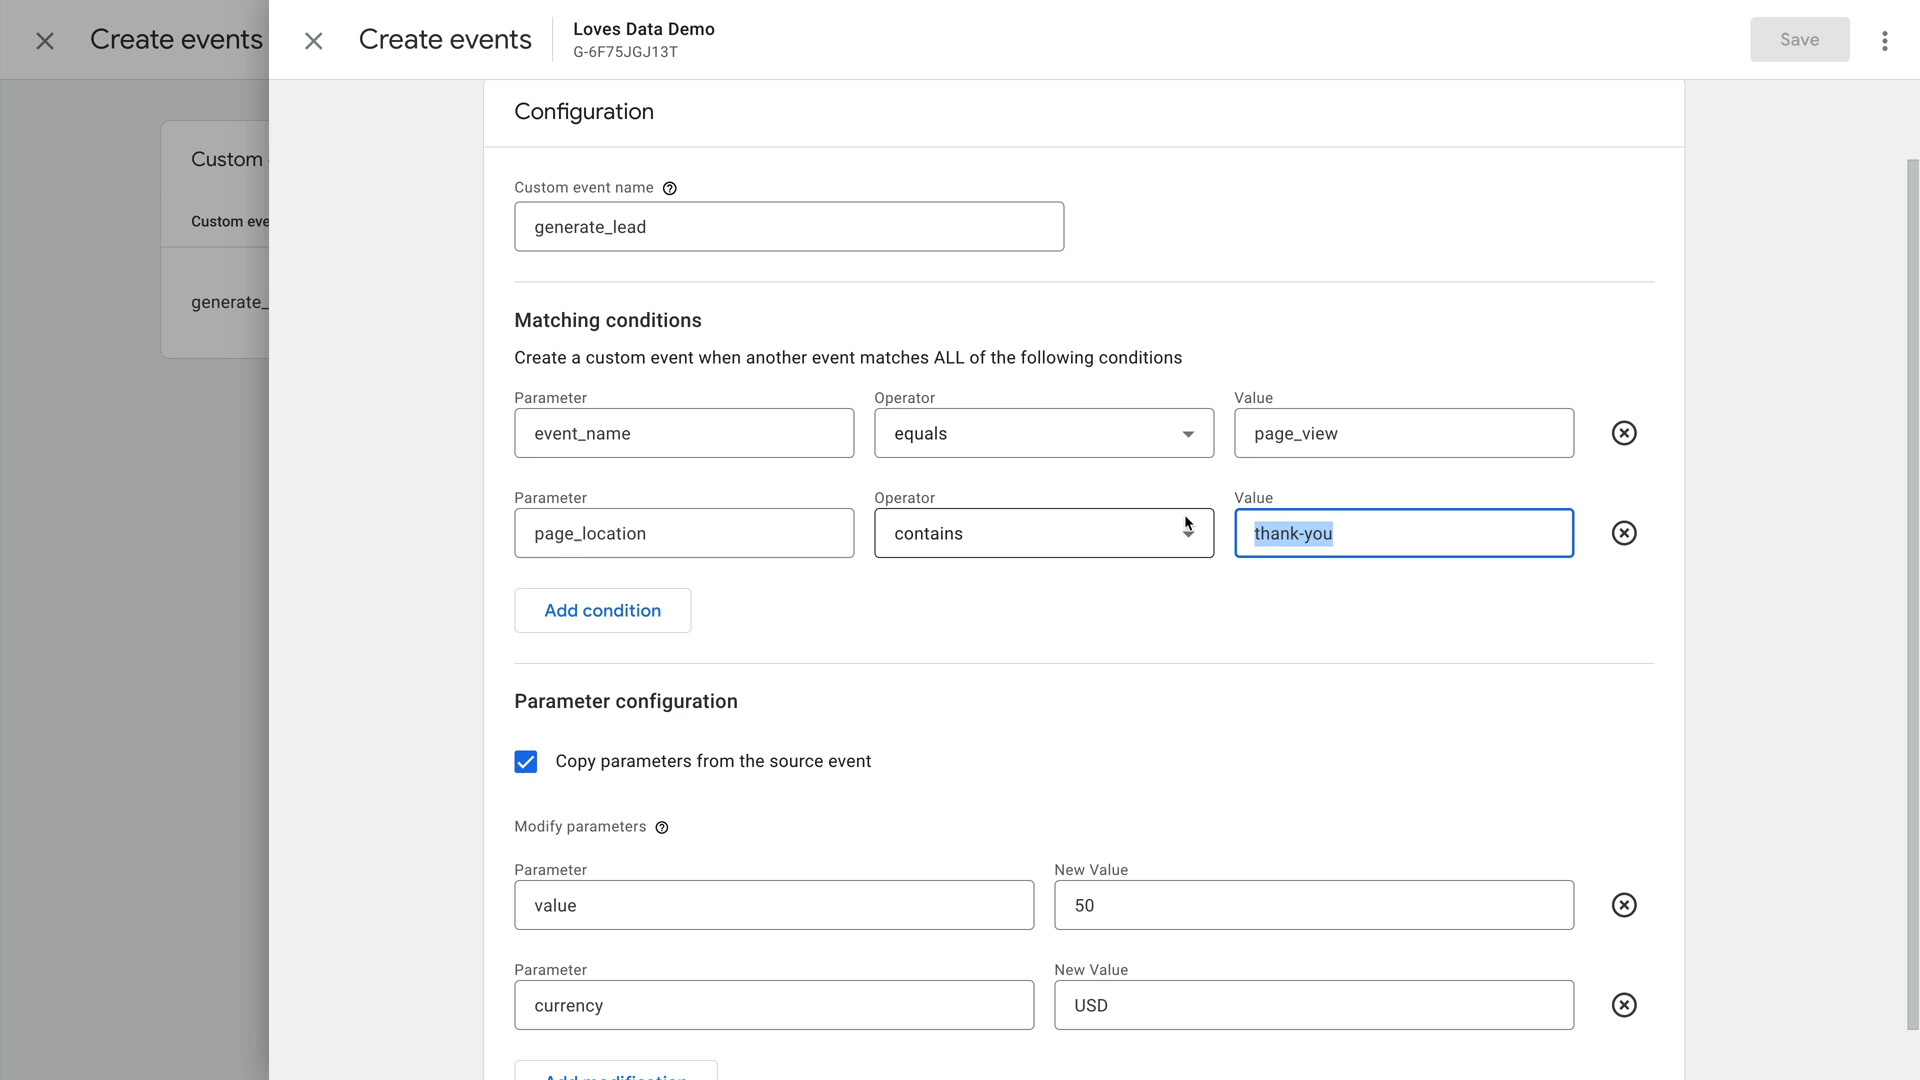 Create events
Create events
Loves Data Demo
G-6F75JGJ13T
Save
Custom
Custom eve
generate_
Configuration
Custom event name
generate_lead
Matching conditions
Create a custom event when another event matches ALL of the following conditions
Parameter Operator Value
event_name equals page_view
Parameter Operator Value
page_location contains thank-you
Add condition
Parameter configuration
Copy parameters from the source event
Modify parameters
Parameter New Value
value 50
Parameter New Value
currency USD
Add modification